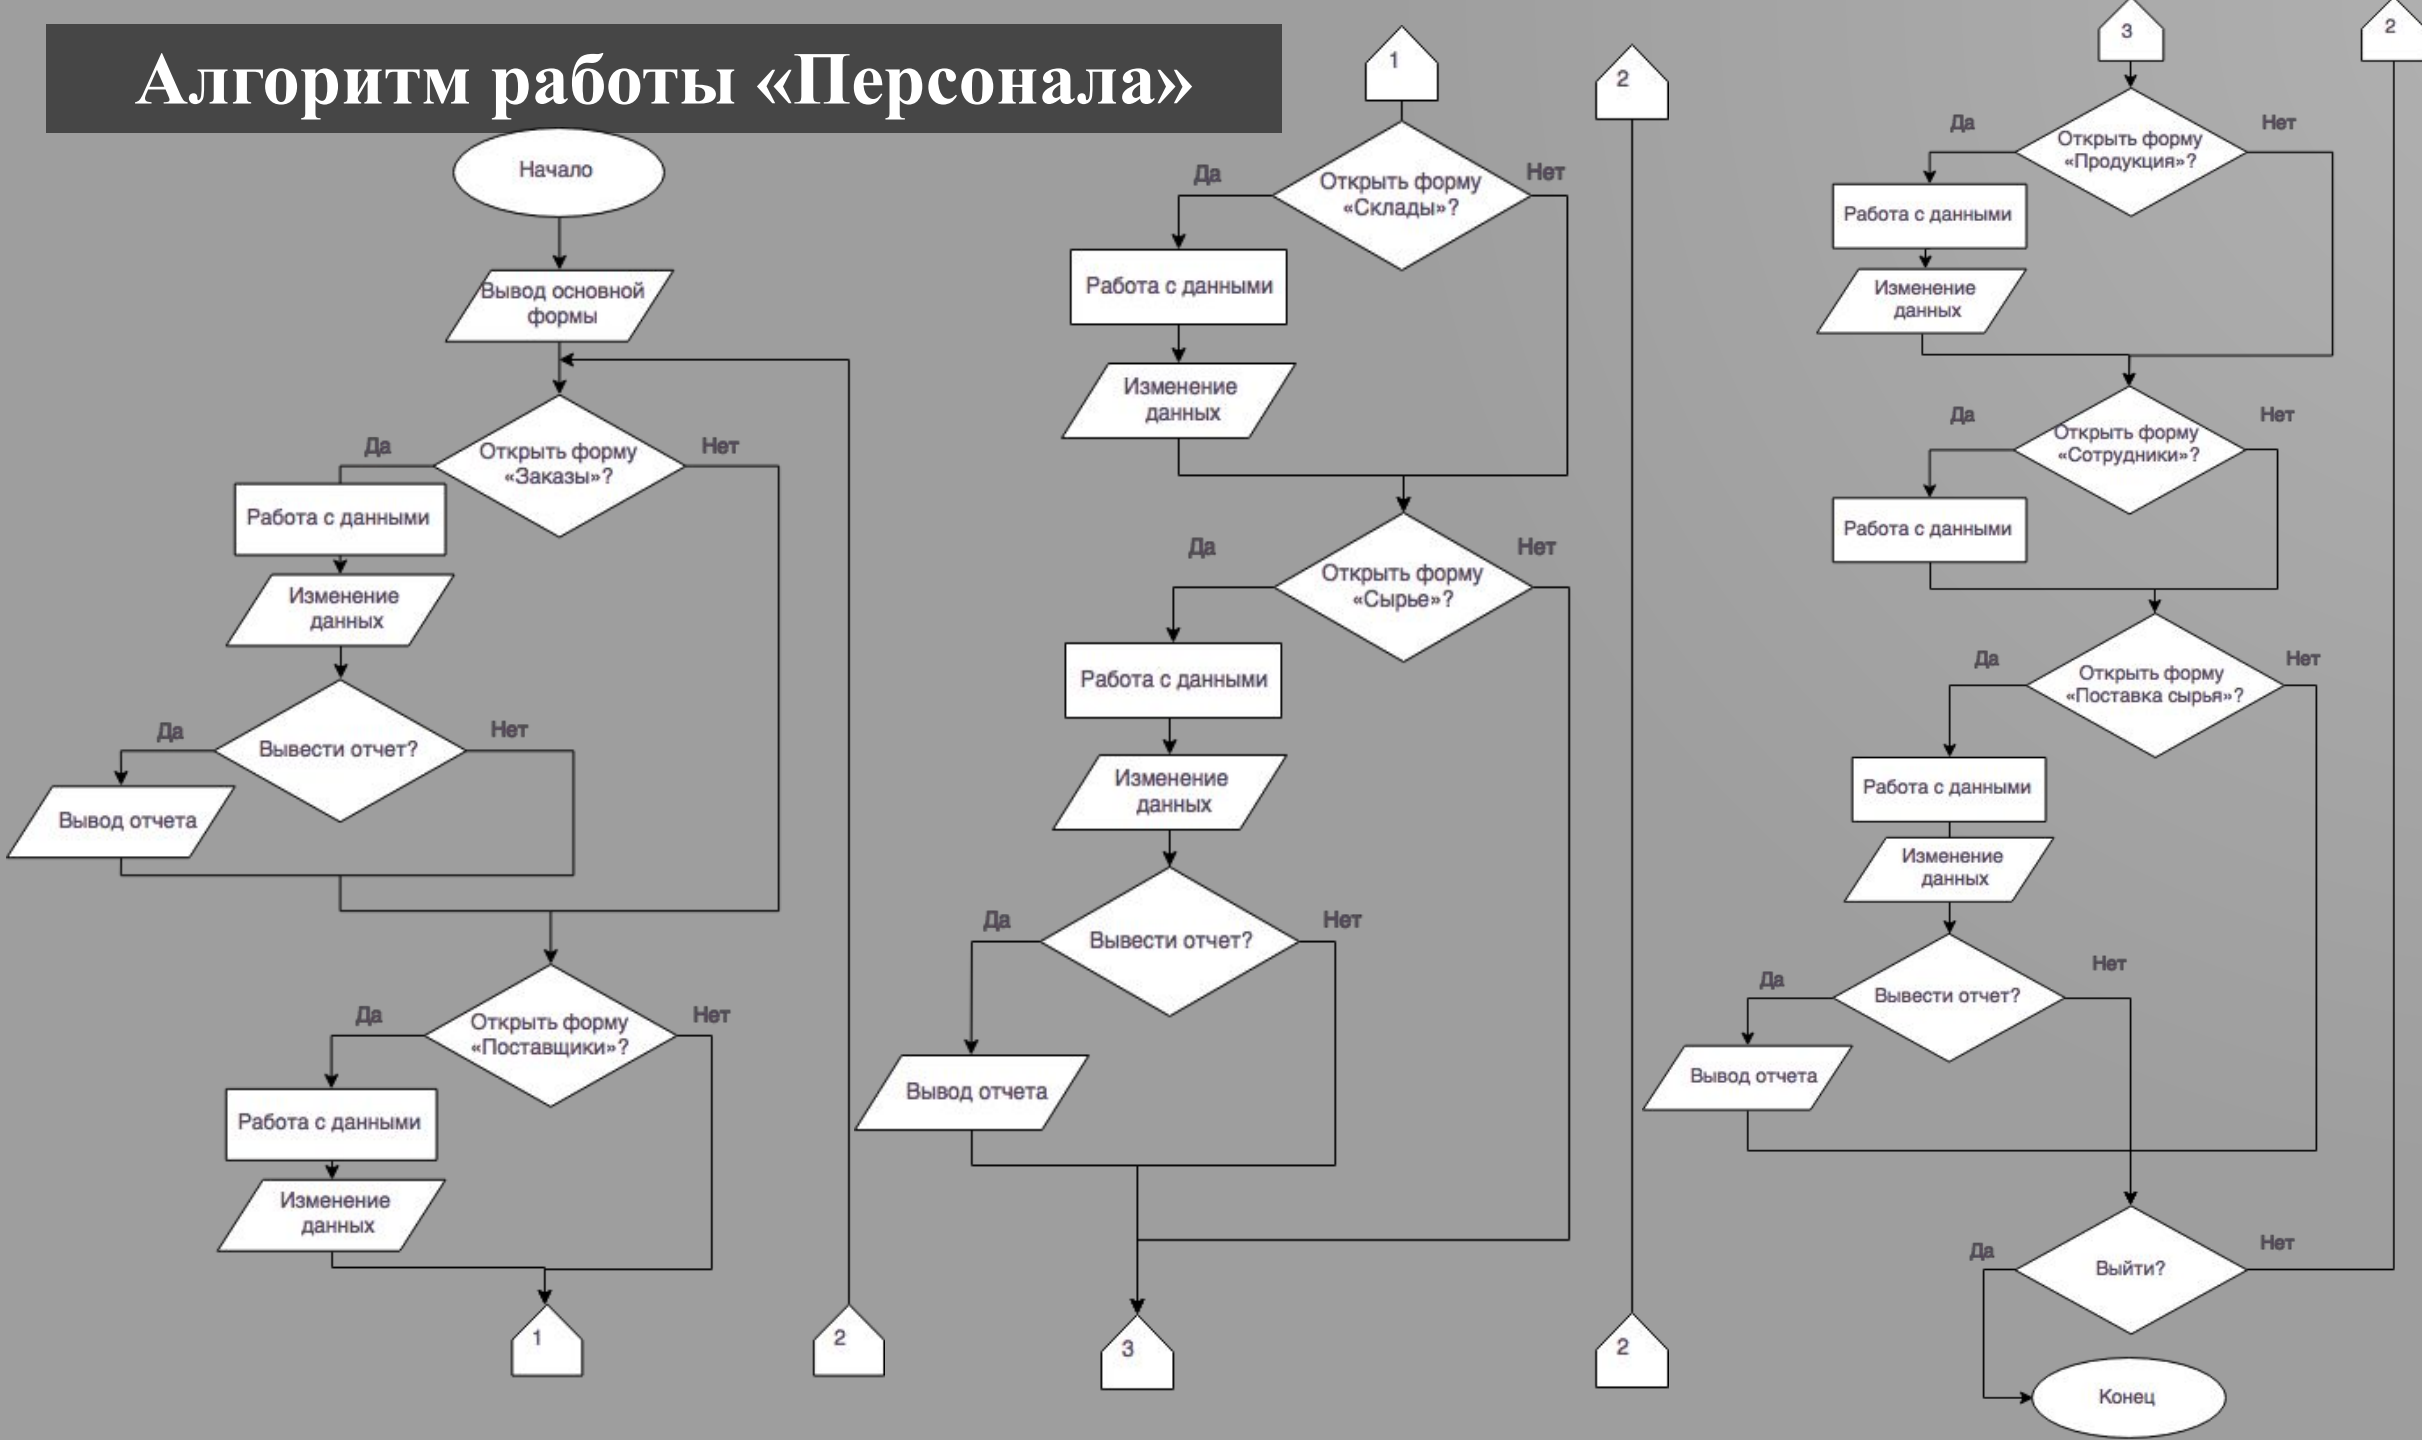 Алгоритм работы «Персонала»
Начало
Вывод основной
формы
Да
Открыть форму
«Заказы»?
Нет
Работа с данными
Изменение
данных
Да
Вывести отчет?
Нет
Вывод отчета
Да
Открыть форму
«Поставщики»?
Нет
Работа с данными
Изменение
данных
1
2
1
Да
Открыть форму
«Склады»?
Нет
Работа с данными
Изменение
данных
Да
Открыть форму
«Сырье»?
Нет
Работа с данными
Изменение
данных
Да
Вывести отчет?
Нет
Вывод отчета
3
2
2
3
2
Да
Открыть форму
«Продукция»?
Нет
Работа с данными
Изменение
данных
Да
Открыть форму
«Сотрудники»?
Нет
Работа с данными
Да
Открыть форму
«Поставка сырья»?
Нет
Работа с данными
Изменение
данных
Да
Вывести отчет?
Нет
Вывод отчета
Да
Выйти?
Нет
Конец